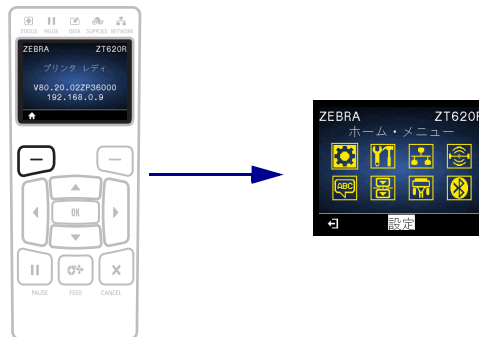 STATUS PAUSE DATA SUPPLIES NETWORK
ZEBRA ZT620R
プリンタ レディ
V80.20.02ZP36000
192.168.0.9
OK
PAUSE FEED CANCEL
ZEBRA ZT620R
ホーム・メニュー
ABC
設定